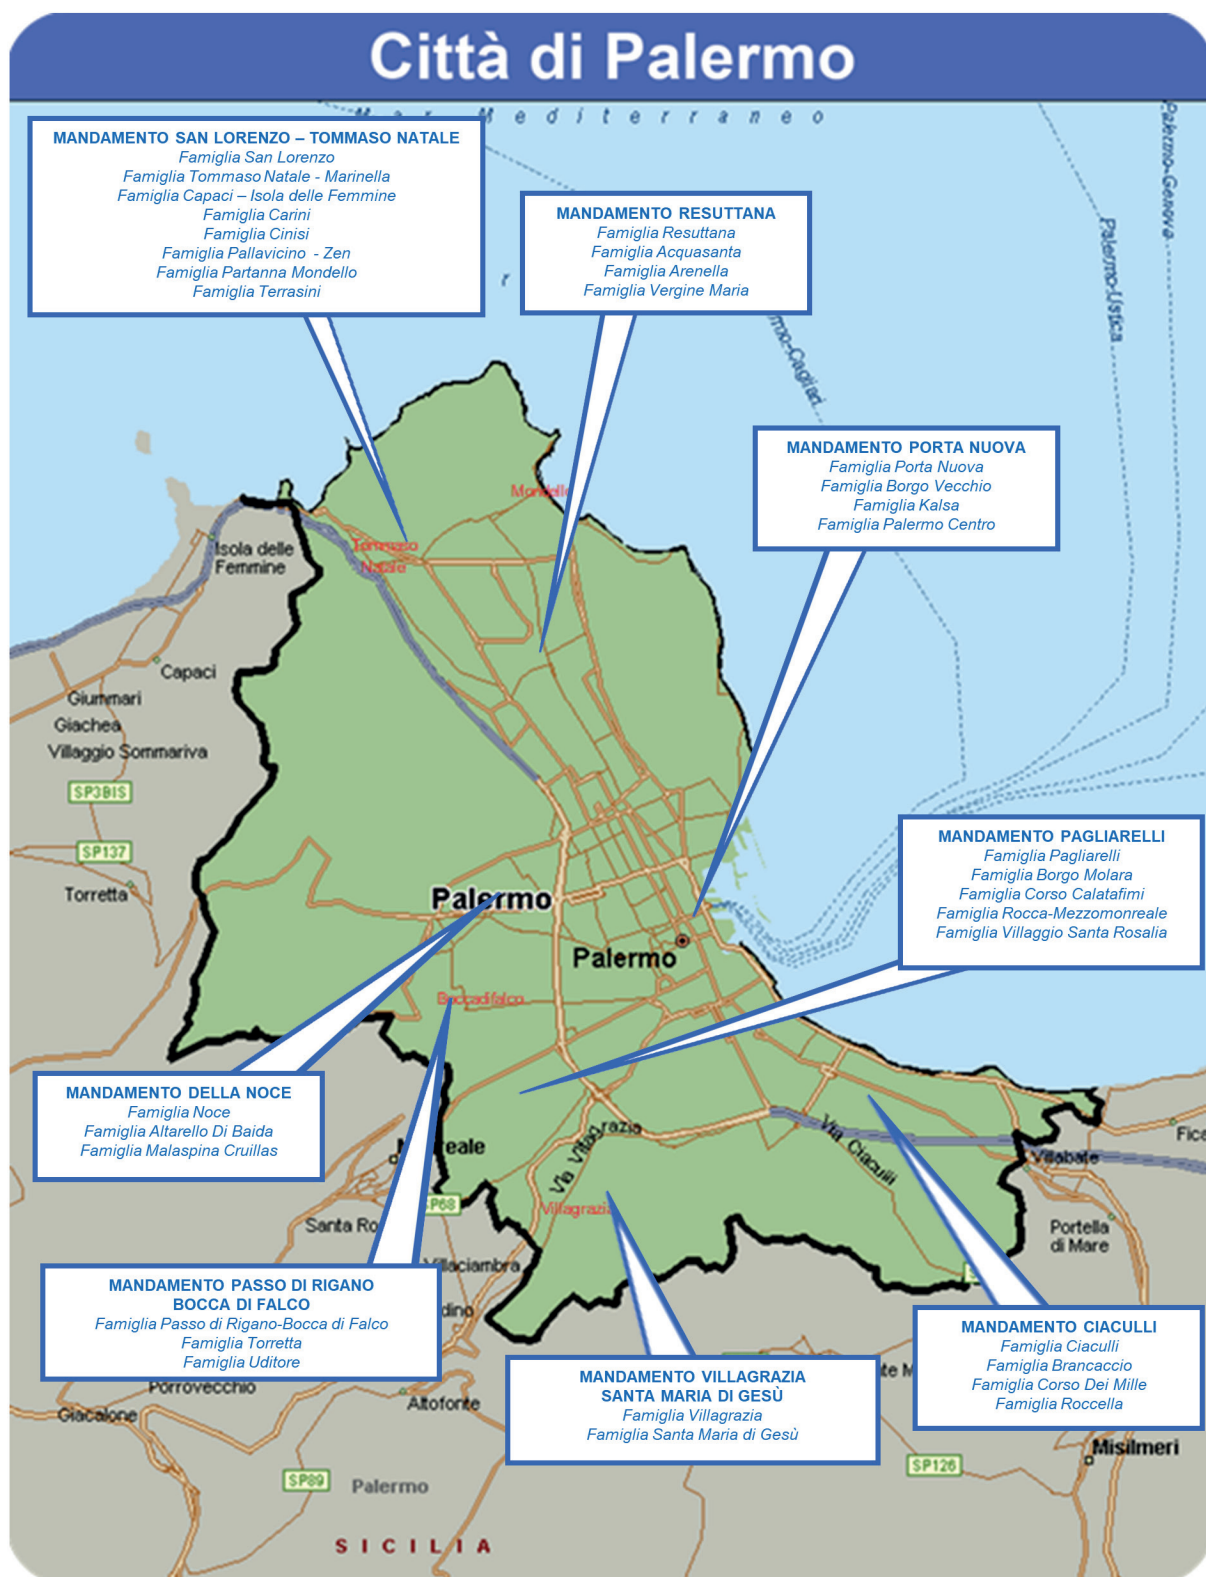 Città di Palermo
Mar Mediterraneo
MANDAMENTO SAN LORENZO – TOMMASO NATALE
Famiglia San Lorenzo
Famiglia Tommaso Natale - Marinella
Famiglia Capaci – Isola delle Femmine
Famiglia Carini
Famiglia Cinisi
Famiglia Pallavicino - Zen
Famiglia Partanna Mondello
Famiglia Terrasini
MANDAMENTO RESUTTANA
Famiglia Resuttana
Famiglia Acquasanta
Famiglia Arenella
Famiglia Vergine Maria
Palermo-Genova
Palermo-Ustica
MANDAMENTO PORTA NUOVA
Famiglia Porta Nuova
Famiglia Borgo Vecchio
Famiglia Kalsa
Famiglia Palermo Centro
Mondello
Tommaso
Natale
Isola delle
Femmine
Capaci
Giummari
Giachea
Villaggio Sommariva
SP3BIS
SP137
Torretta
Palermo
Palermo
Boccadifalco
MANDAMENTO PAGLIARELLI
Famiglia Pagliarelli
Famiglia Borgo Molara
Famiglia Corso Calatafimi
Famiglia Rocca-Mezzomonreale
Famiglia Villaggio Santa Rosalia
MANDAMENTO DELLA NOCE
Famiglia Noce
Famiglia Altarello Di Baida
Famiglia Malaspina Cruillas
Via Villagrazia
Via Ciaculli
Villabate
Villagrazia
SP68
Portella
di Mare
Villaciambra
MANDAMENTO PASSO DI RIGANO
BOCCA DI FALCO
Famiglia Passo di Rigano-Bocca di Falco
Famiglia Torretta
Famiglia Uditore
MANDAMENTO VILLAGRAZIA
SANTA MARIA DI GESÙ
Famiglia Villagrazia
Famiglia Santa Maria di Gesù
MANDAMENTO CIACULLI
Famiglia Ciaculli
Famiglia Brancaccio
Famiglia Corso Dei Mille
Famiglia Roccella
Porrovecchio
Giacalone
Altofonte
Misilmeri
SP126
SP89
Palermo
SICILIA